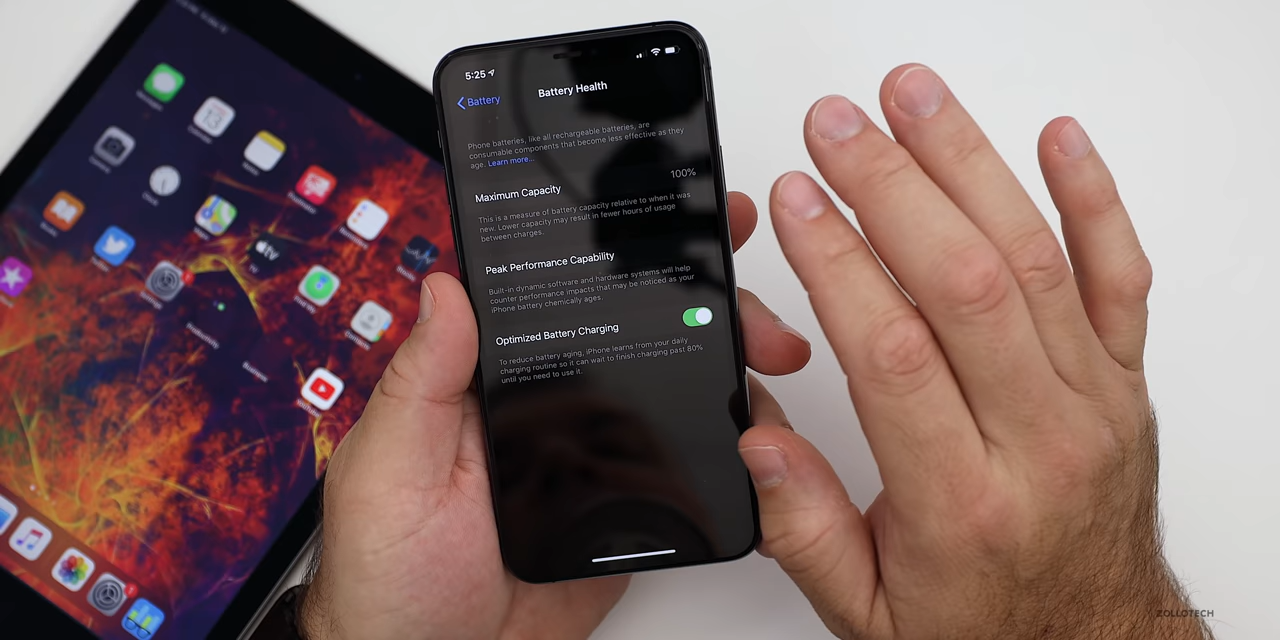 5:25
Battery
Battery Health
Phone batteries, like all rechargeable batteries, are
consumable components that become less effective as they
age. Learn more...
Maximum Capacity
100%
This is a measure of battery capacity relative to when it was
new. Lower capacity may result in fewer hours of usage
between charges.
Peak Performance Capability
Built-in dynamic software and hardware systems will help
counter performance impacts that may be noticed as your
iPhone battery chemically ages.
Optimized Battery Charging
To reduce battery aging, iPhone learns from your daily
charging routine so it can wait to finish charging past 80%
until you need to use it.
13
tv
Productivity
Business
YouTube
ZOLLOTECH